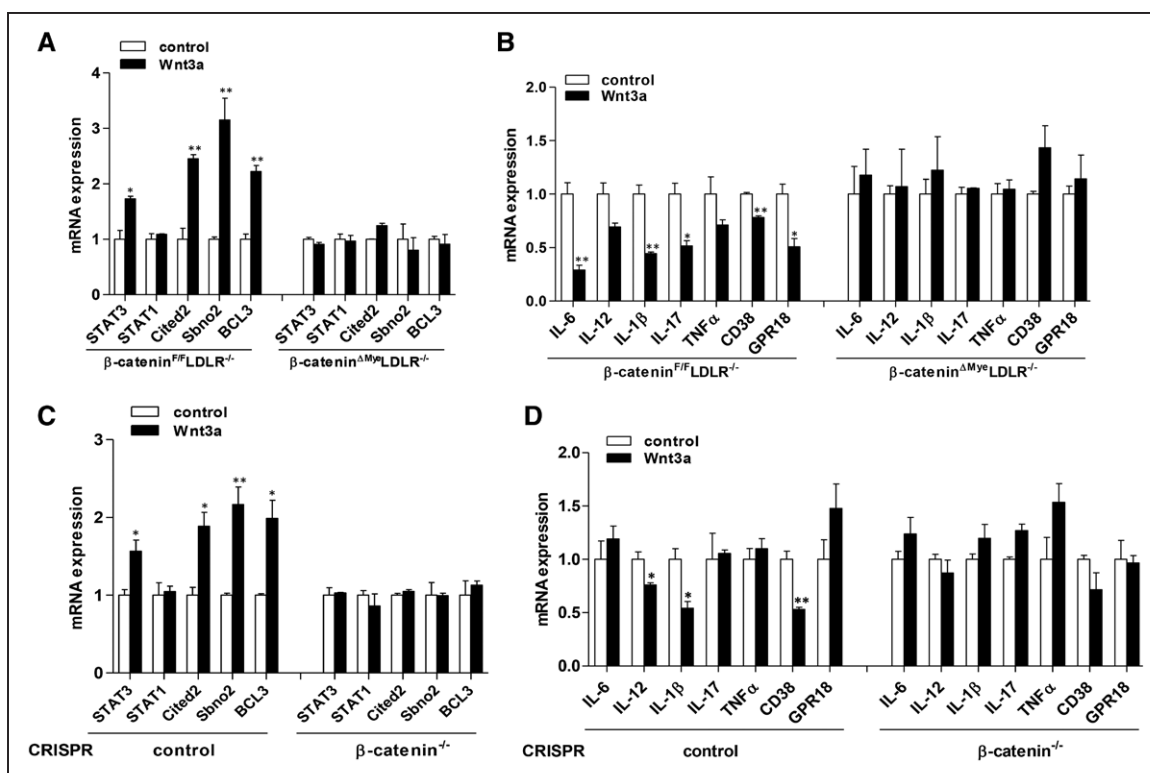 A
control
Wnt3a
mRNA expression
4
3
2
1
0
* ** ** **
STAT3 STAT1 Cited2 Sbno2 BCL3 STAT3 STAT1 Cited2 Sbno2 BCL3
β-catenin^F/F LDLR^-/- β-catenin^ΔMye LDLR^-/-
B
control
Wnt3a
mRNA expression
2.0
1.5
1.0
0.5
0.0
** ** * ** *
IL-6 IL-12 IL-1β IL-17 TNFα CD38 GPR18 IL-6 IL-12 IL-1β IL-17 TNFα CD38 GPR18
β-catenin^F/F LDLR^-/- β-catenin^ΔMye LDLR^-/-
C
control
Wnt3a
mRNA expression
3
2
1
0
* * ** *
STAT3 STAT1 Cited2 Sbno2 BCL3 STAT3 STAT1 Cited2 Sbno2 BCL3
CRISPR control β-catenin^-/-
D
control
Wnt3a
mRNA expression
2.0
1.5
1.0
0.5
0.0
* * **
IL-6 IL-12 IL-1β IL-17 TNFα CD38 GPR18 IL-6 IL-12 IL-1β IL-17 TNFα CD38 GPR18
CRISPR control β-catenin^-/-